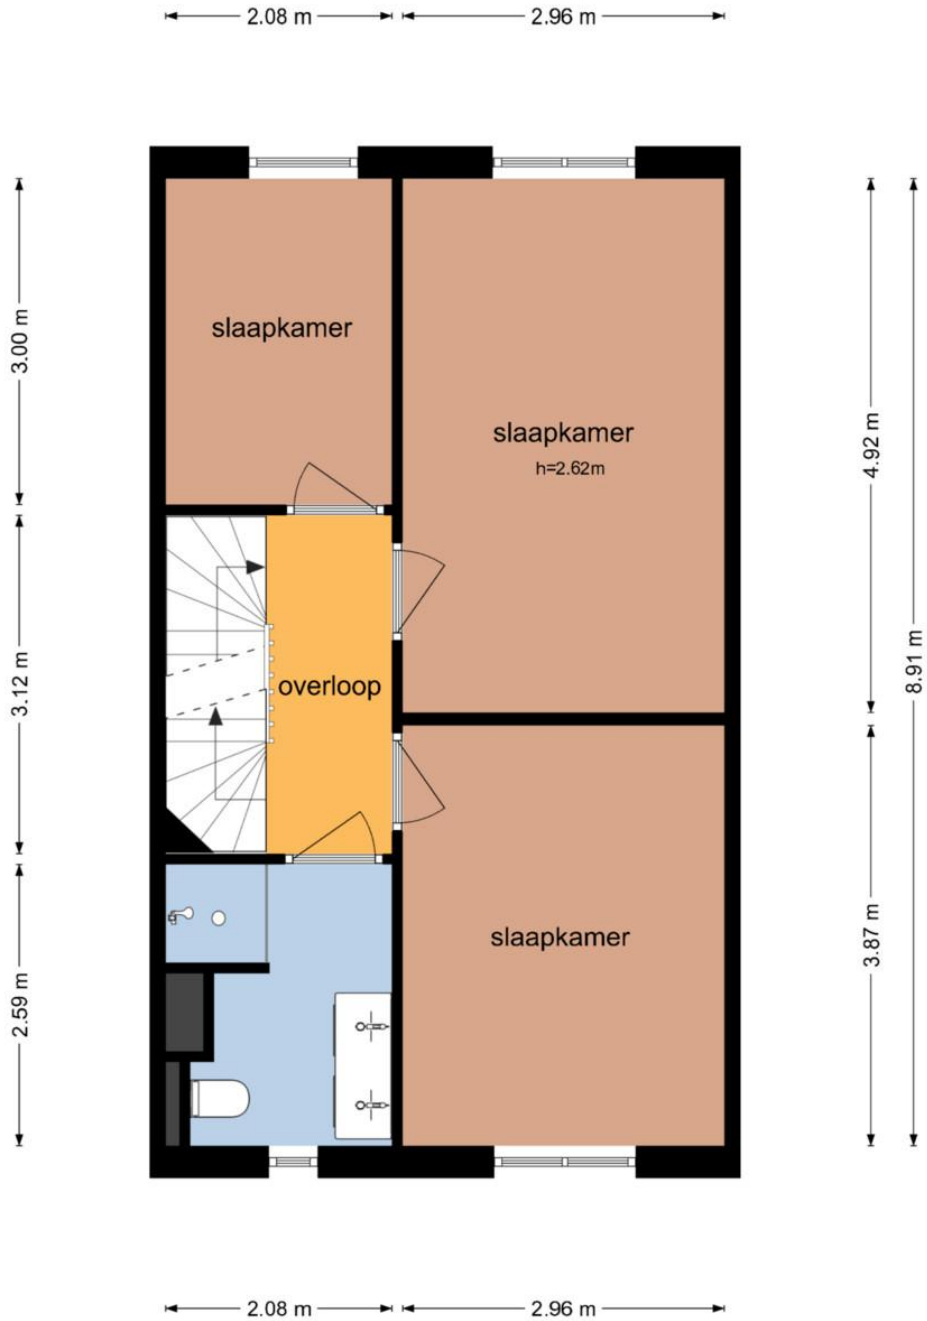 2.08 m
2.96 m
slaapkamer
3.00 m
slaapkamer
h=2.62m
4.92 m
8.91 m
3.12 m
overloop
slaapkamer
3.87 m
2.59 m
2.08 m
2.96 m